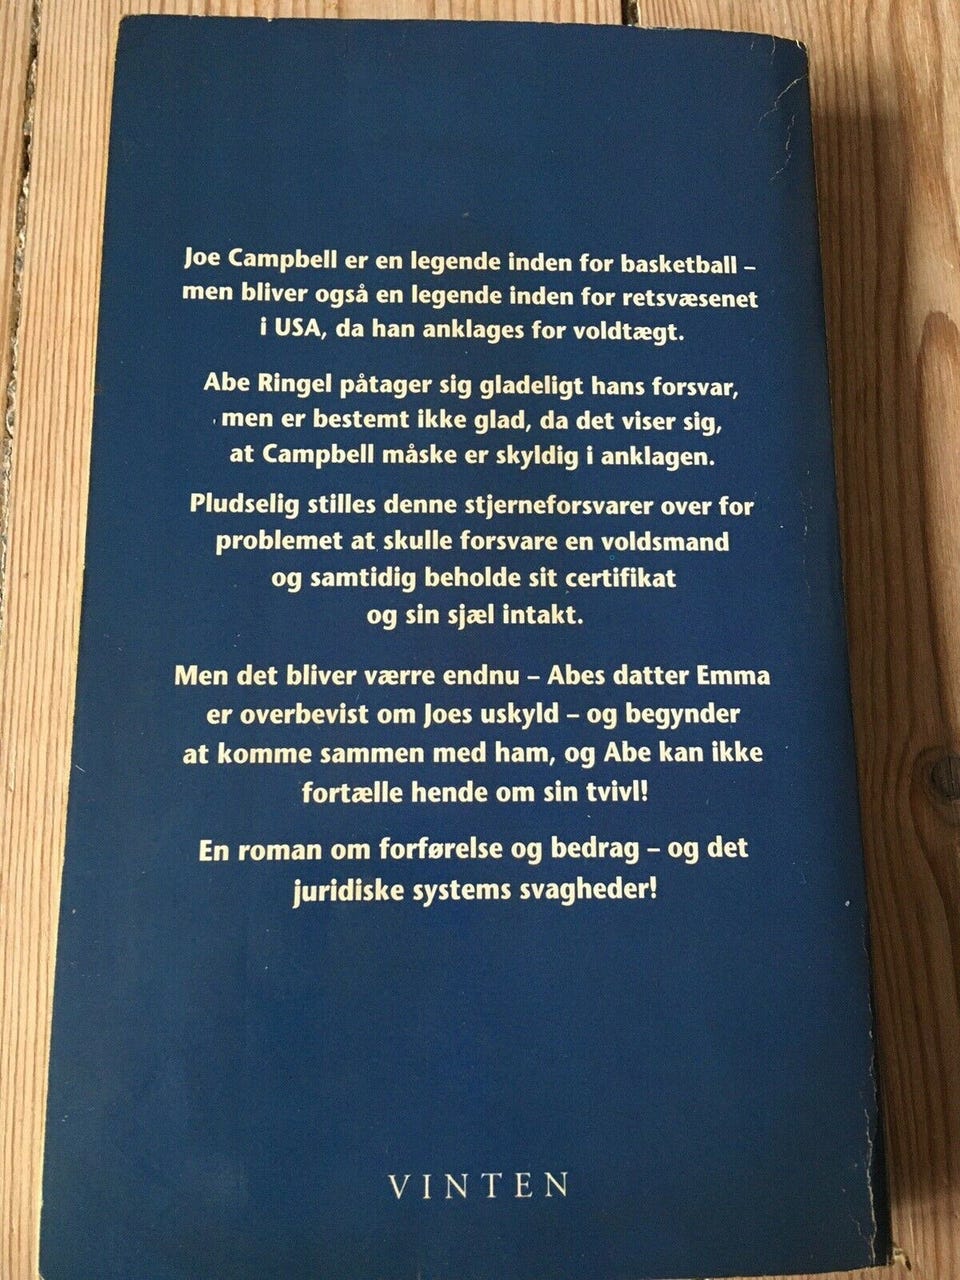 Joe Campbell er en legende inden for basketball –
men bliver også en legende inden for retsvæsenet
i USA, da han anklages for voldtægt.
Abe Ringel påtager sig gladeligt hans forsvar,
men er bestemt ikke glad, da det viser sig,
at Campbell måske er skyldig i anklagen.
Pludselig stilles denne stjerneforsvarer over for
problemet at skulle forsvare en voldsmand
og samtidig beholde sit certifikat
og sin sjæl intakt.
Men det bliver værre endnu – Abes datter Emma
er overbevist om Joes uskyld – og begynder
at komme sammen med ham, og Abe kan ikke
fortælle hende om sin tvivl!
En roman om forførelse og bedrag – og det
juridiske systems svagheder!
VINTEN